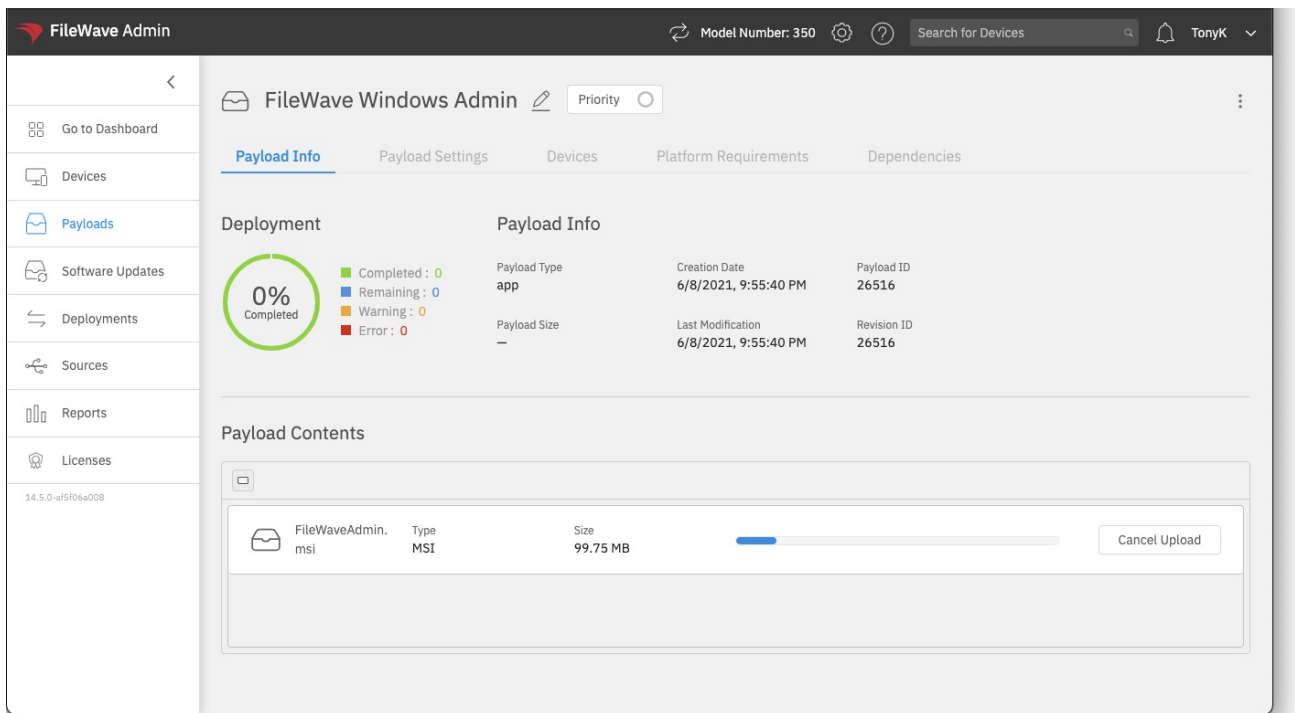 FileWave Admin
Model Number: 350
Search for Devices
TonyK
Go to Dashboard
Devices
Payloads
Software Updates
Deployments
Sources
Reports
Licenses
14.5.0-af5f06a008
FileWave Windows Admin
Priority
Payload Info
Payload Settings
Devices
Platform Requirements
Dependencies
Deployment
0%
Completed
Completed : 0
Remaining : 0
Warning : 0
Error : 0
Payload Info
Payload Type
app
Creation Date
6/8/2021, 9:55:40 PM
Payload ID
26516
Payload Size
—
Last Modification
6/8/2021, 9:55:40 PM
Revision ID
26516
Payload Contents
FileWaveAdmin.
msi
Type
MSI
Size
99.75 MB
Cancel Upload